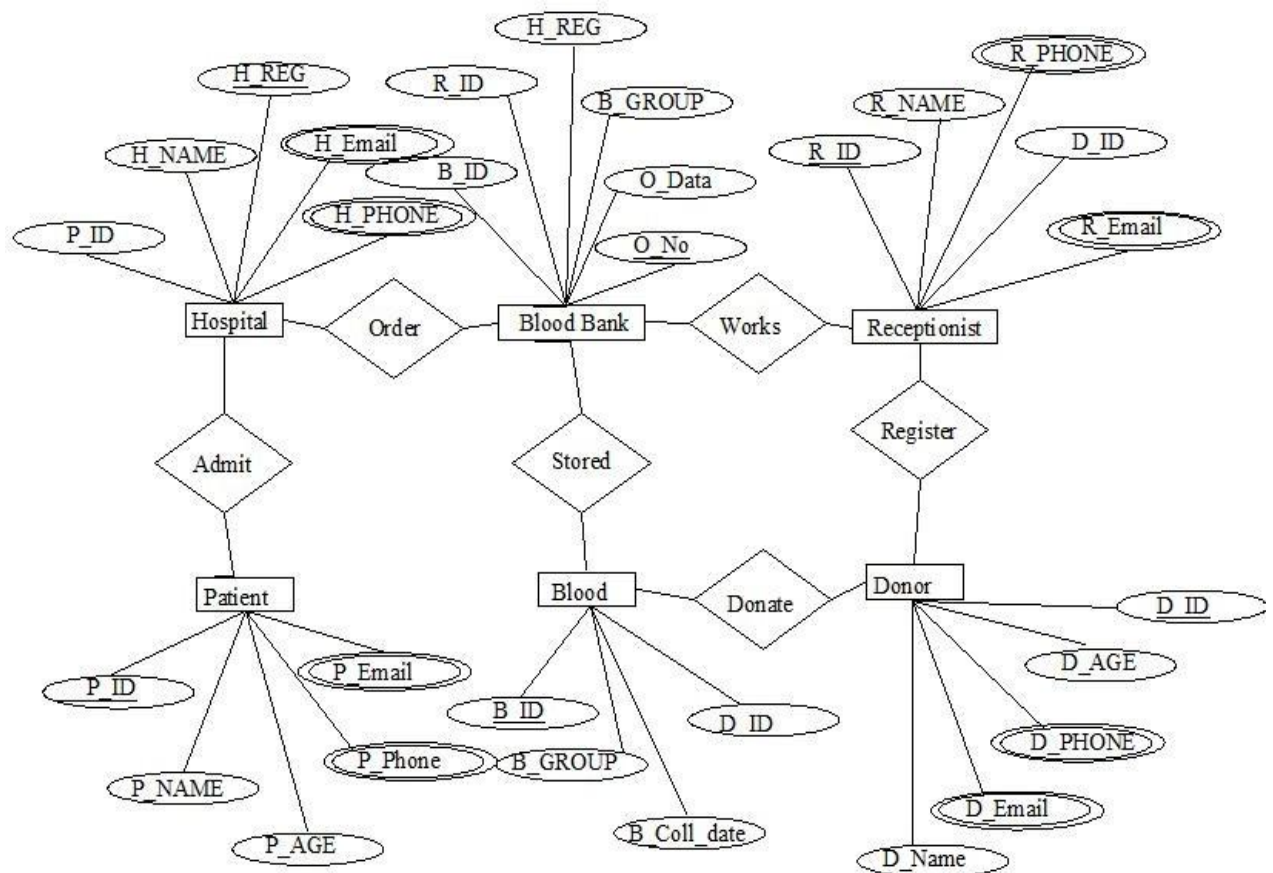 H_REG
R_PHONE
H_REG
R_ID
B_GROUP
R_NAME
H_NAME
H_Email
B_ID
O_Data
R_ID
D_ID
P_ID
H_PHONE
O_No
R_Email
Hospital
Order
Blood Bank
Works
Receptionist
Admit
Stored
Register
Patient
Blood
Donate
Donor
P_ID
P_Email
B_ID
D_ID
D_ID
D_AGE
P_NAME
P_Phone
B_GROUP
D_PHONE
P_AGE
B_Coll_date
D_Email
D_Name